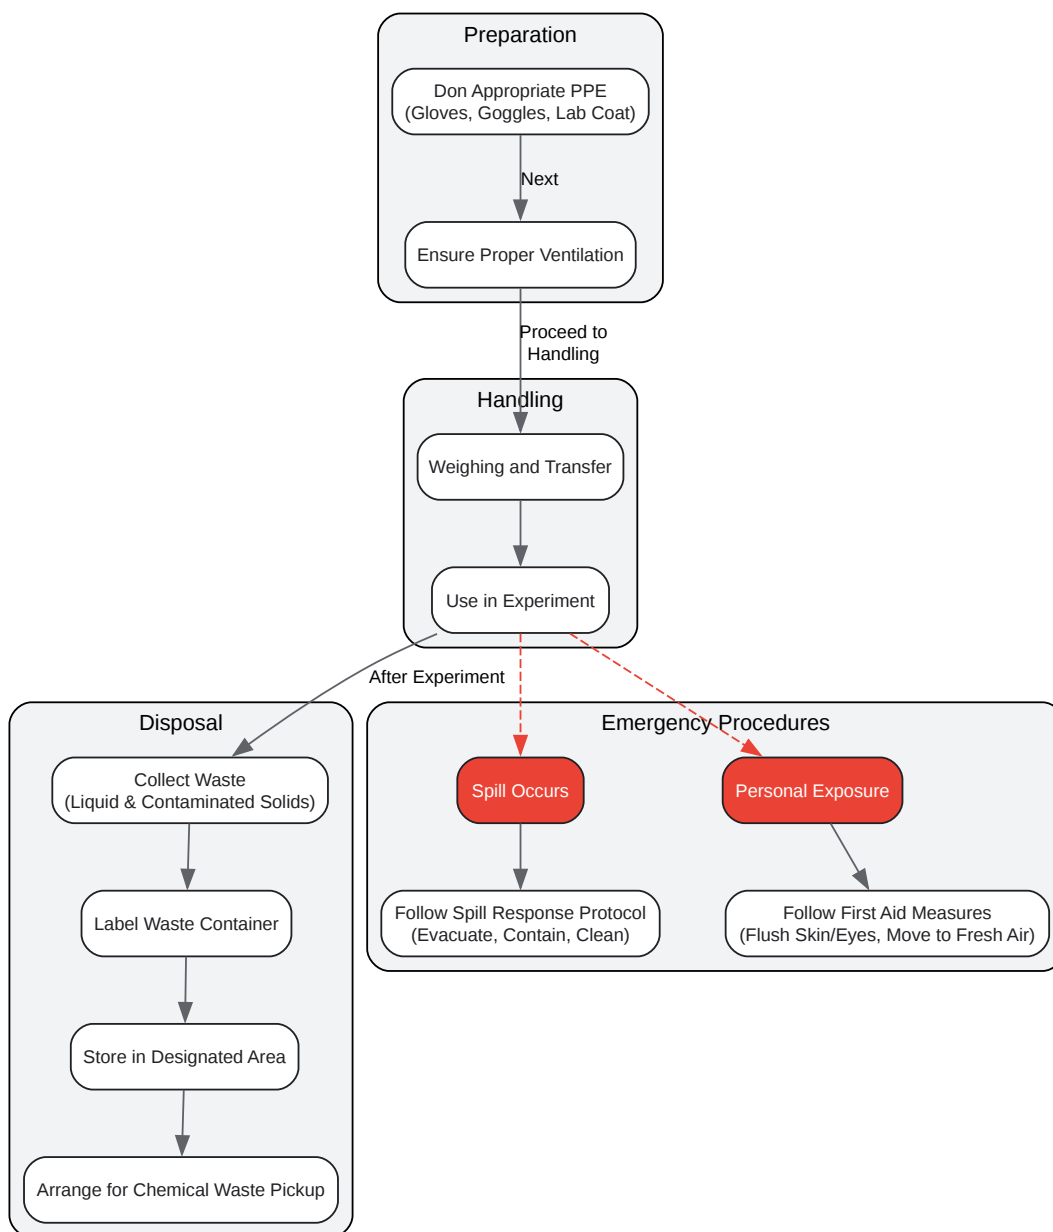 Preparation
Don Appropriate PPE
(Gloves, Goggles, Lab Coat)
Next
Ensure Proper Ventilation
Proceed to
Handling
Handling
Weighing and Transfer
Use in Experiment
After Experiment
Disposal
Collect Waste
(Liquid & Contaminated Solids)
Label Waste Container
Store in Designated Area
Arrange for Chemical Waste Pickup
Emergency Procedures
Spill Occurs
Personal Exposure
Follow Spill Response Protocol
(Evacuate, Contain, Clean)
Follow First Aid Measures
(Flush Skin/Eyes, Move to Fresh Air)